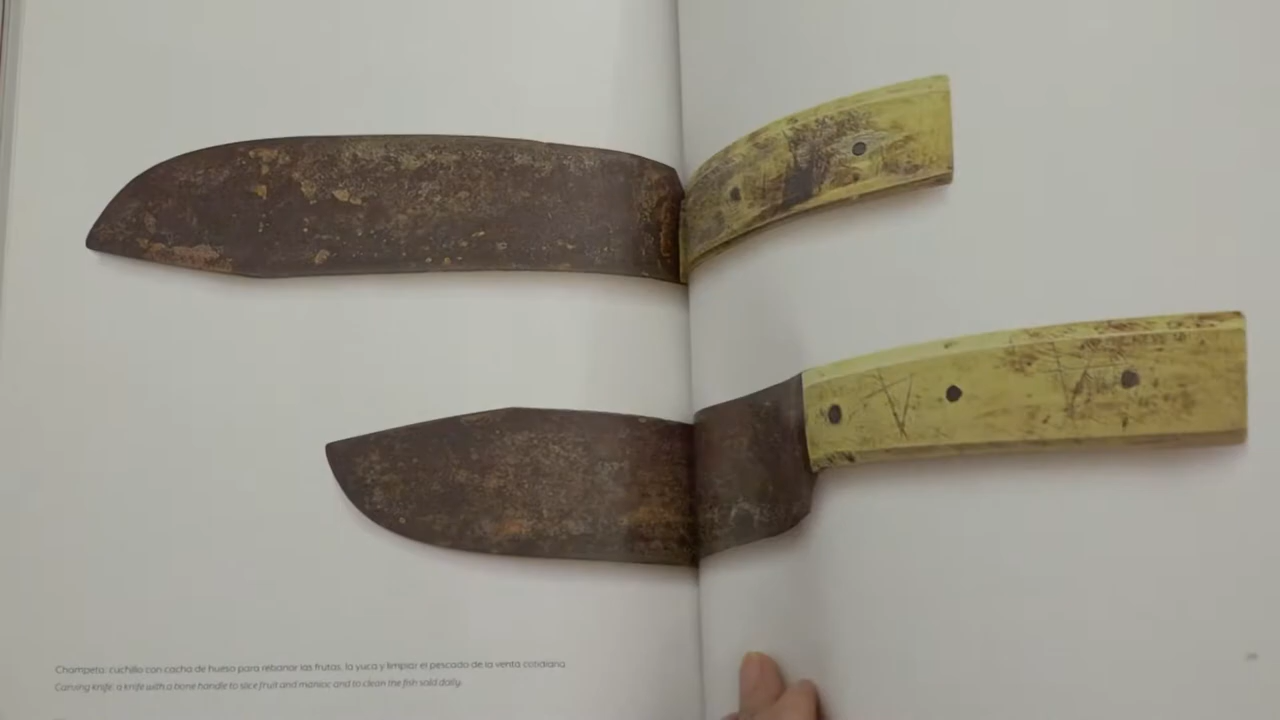 Champeta: cuchillo con cacha de hueso para rebanar las frutas, la yuca y limpiar el pescado de la venta cotidiana.
Carving knife: a knife with a bone handle to slice fruit and manioc and to clean the fish sold daily.